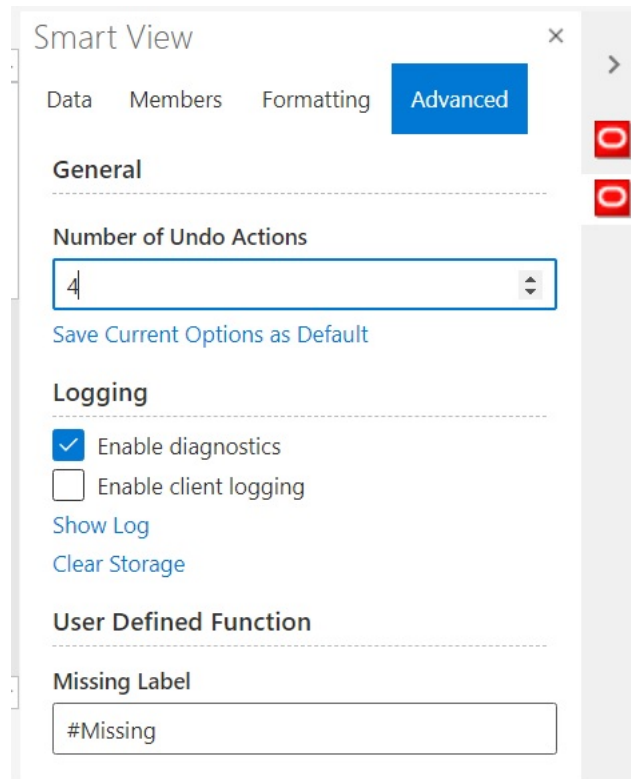 Smart View
Data Members Formatting Advanced
General
Number of Undo Actions
4
Save Current Options as Default
Logging
Enable diagnostics
Enable client logging
Show Log
Clear Storage
User Defined Function
Missing Label
#Missing